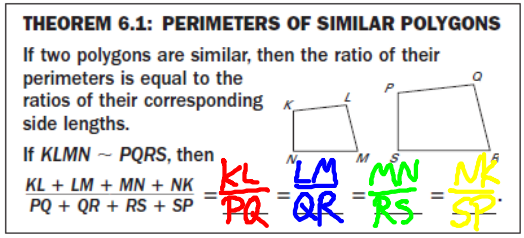 THEOREM 6.1: PERIMETERS OF SIMILAR POLYGONS
If two polygons are similar, then the ratio of their
perimeters is equal to the
ratios of their corresponding
side lengths.
K L
N M
P Q
S R
If KLMN ~ PQRS, then
KL + LM + MN + NK / PQ + QR + RS + SP = KL / PQ = LM / QR = MN / RS = NK / SP .